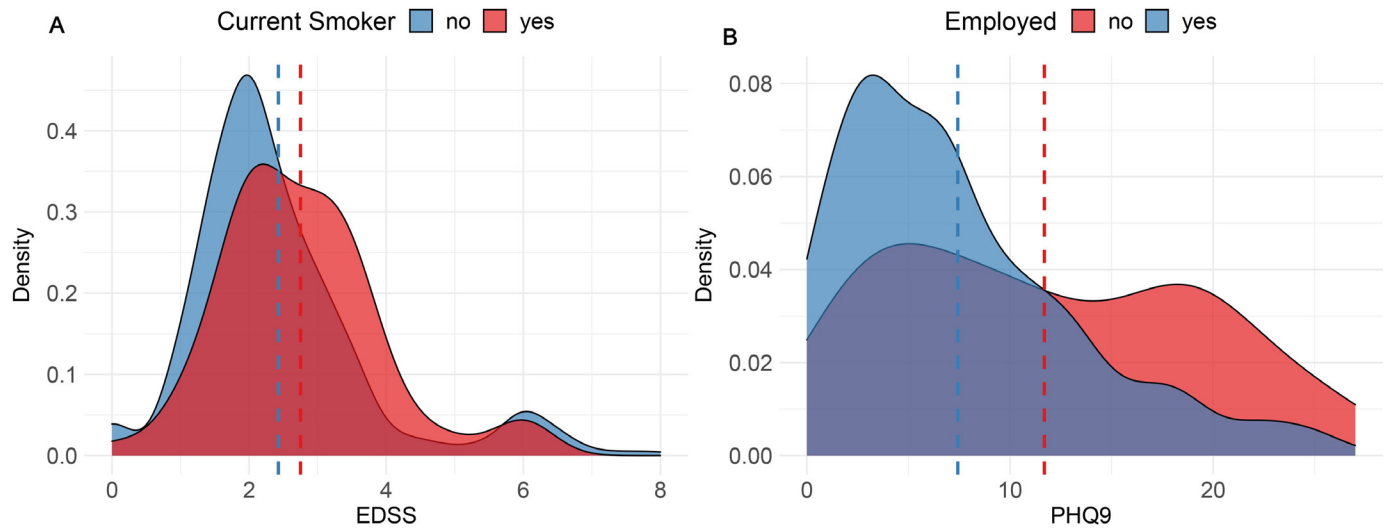 A
Current Smoker no yes
0.4
0.3
0.2
0.1
0.0
Density
0 2 4 6 8
EDSS
B
Employed no yes
0.08
0.06
0.04
0.02
0.00
Density
0 10 20
PHQ9